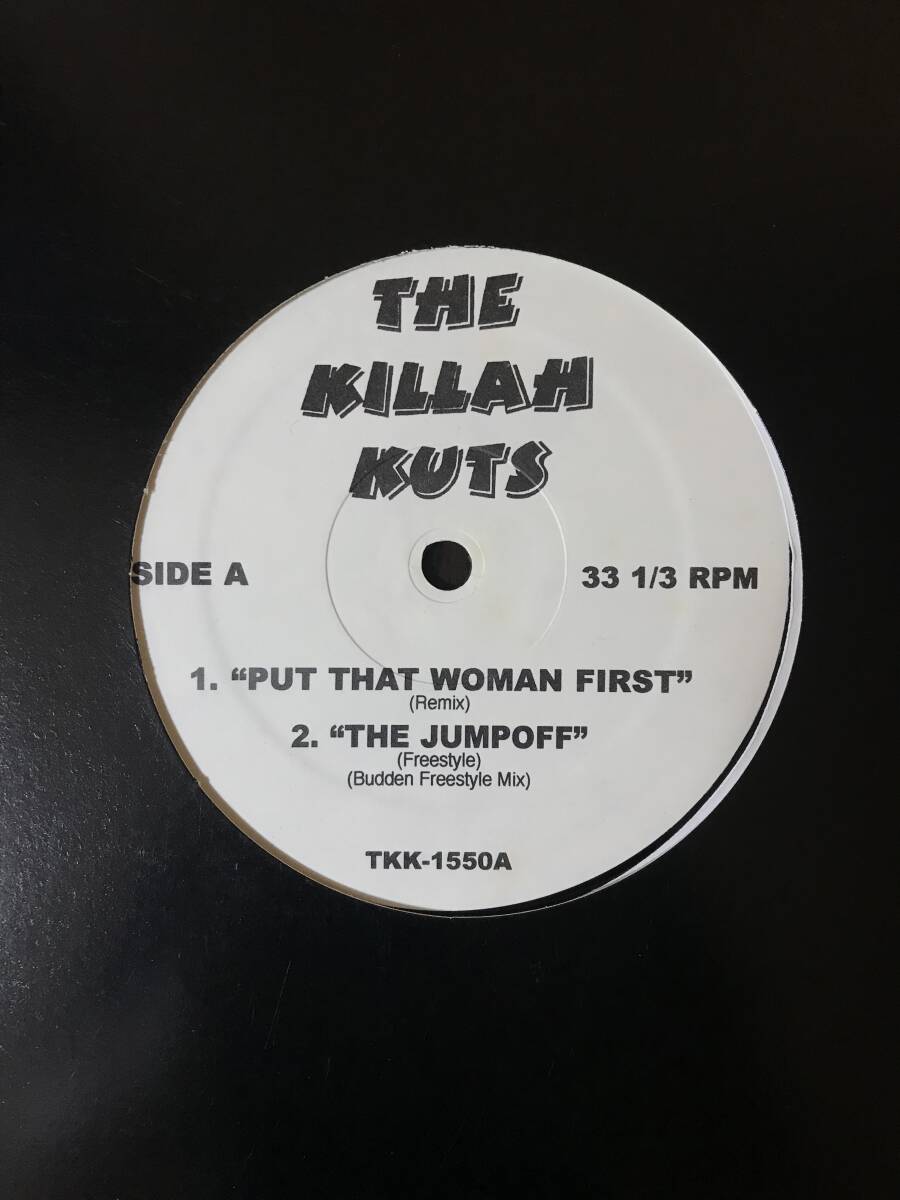 THE
KILLAH
KUTS
SIDE A
33 1/3 RPM
1. “PUT THAT WOMAN FIRST”
(Remix)
2. “THE JUMPOFF”
(Freestyle)
(Budden Freestyle Mix)
TKK-1550A